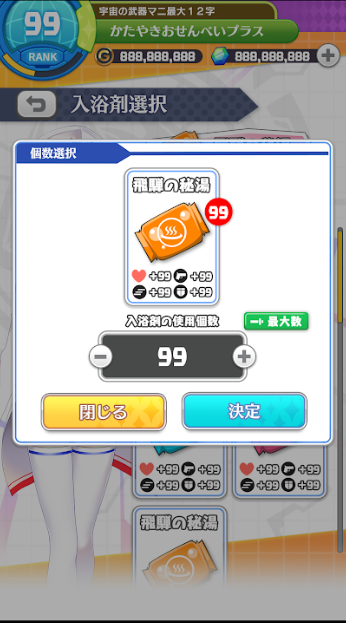 99
RANK
宇宙の武器マニ最大１２字
かたやきおせんべいプラス
G 888,888,888
888,888,888 +
入浴剤選択
個数選択
飛騨の秘湯
99
+99 +99
+99 +99
入浴剤の使用個数
最大数
99
閉じる
決定
+99 +99
+99 +99
+99 +99
+99 +99
飛騨の秘湯